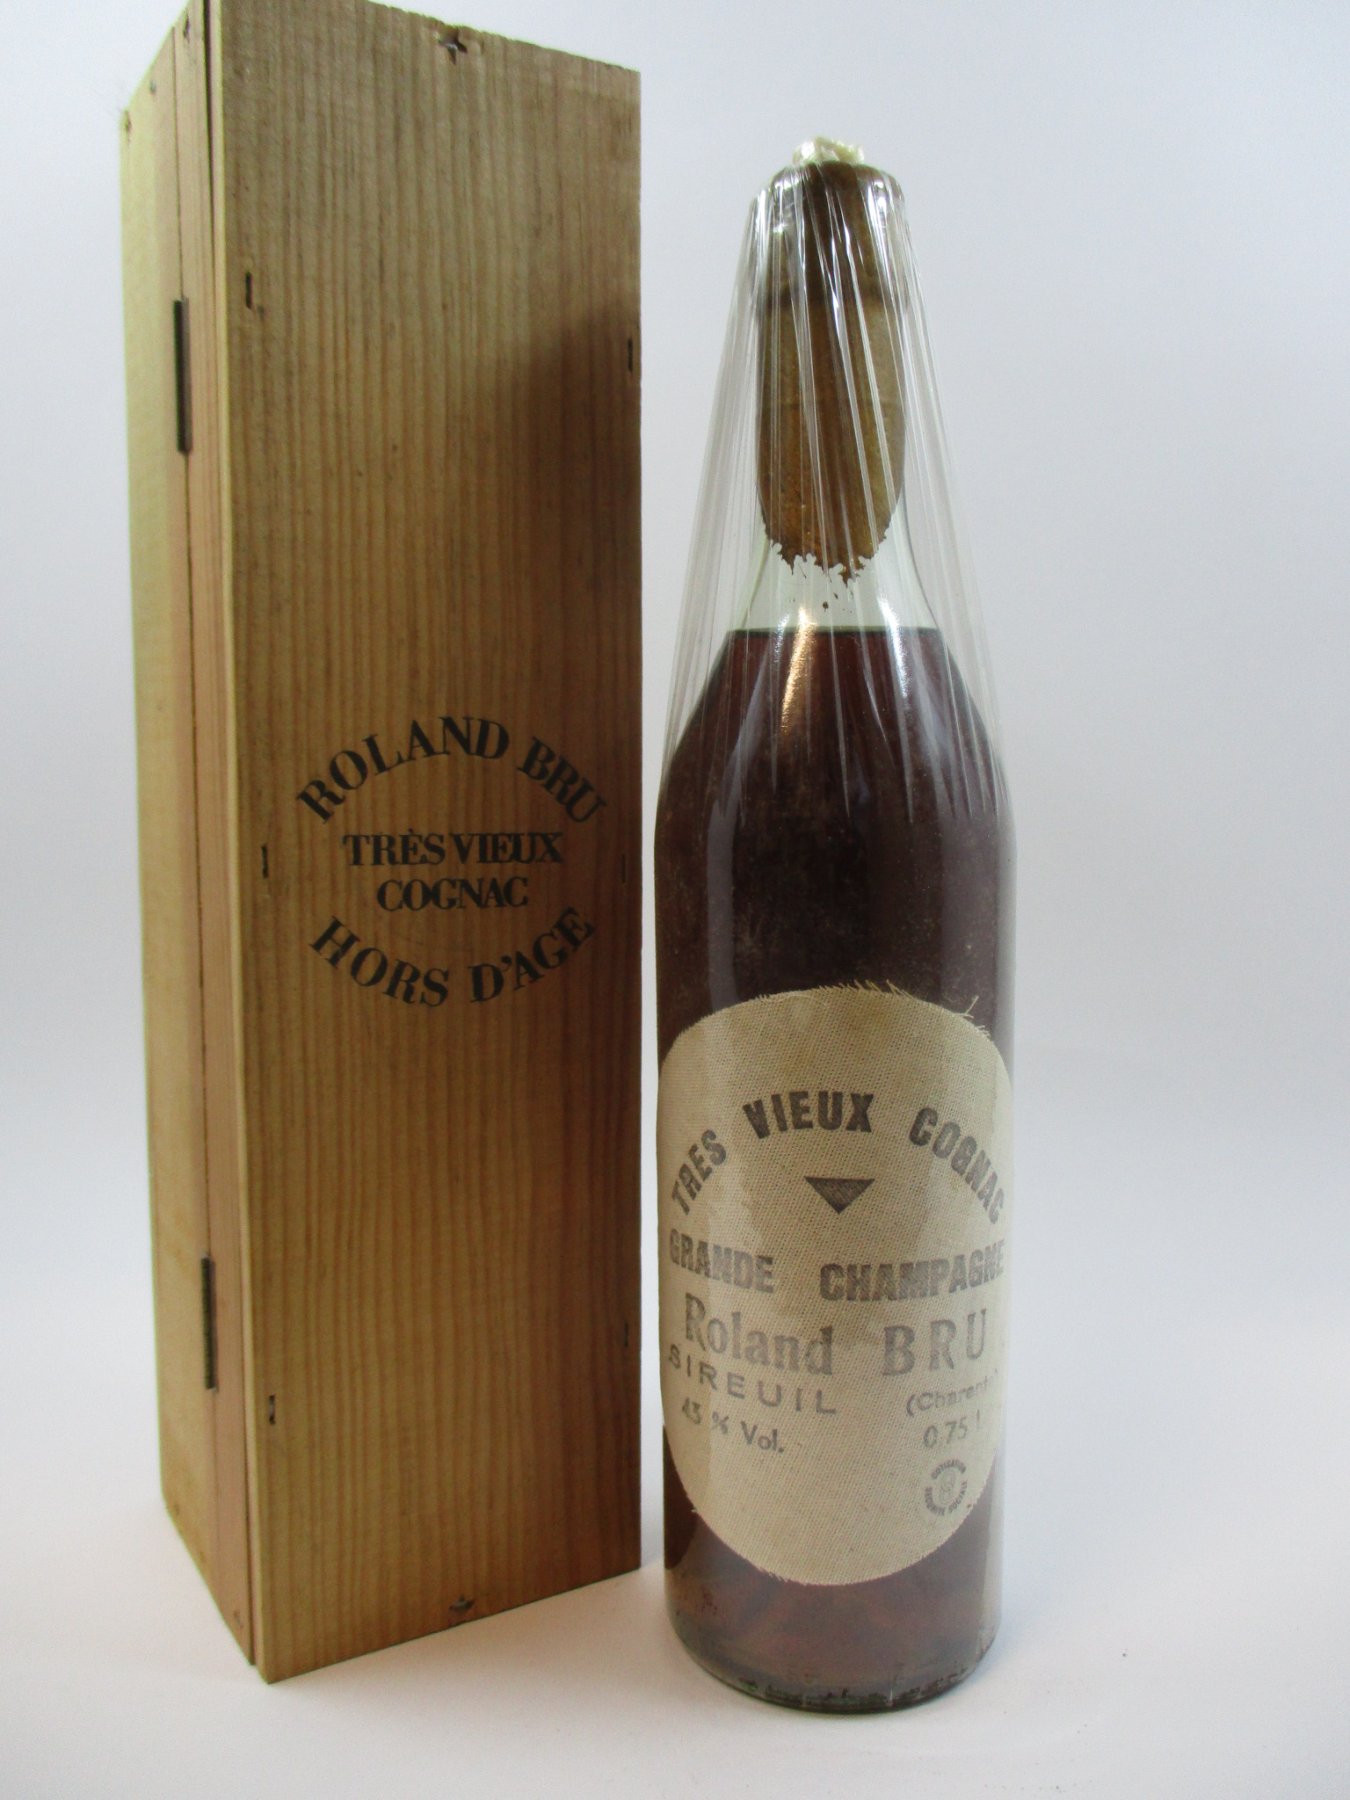 ROLAND BRU
TRÈS VIEUX
COGNAC
HORS D'AGE
TRES VIEUX COGNAC
GRANDE CHAMPAGNE
Roland BRU
SIREUIL (Charente)
43 % Vol. 0,75 l